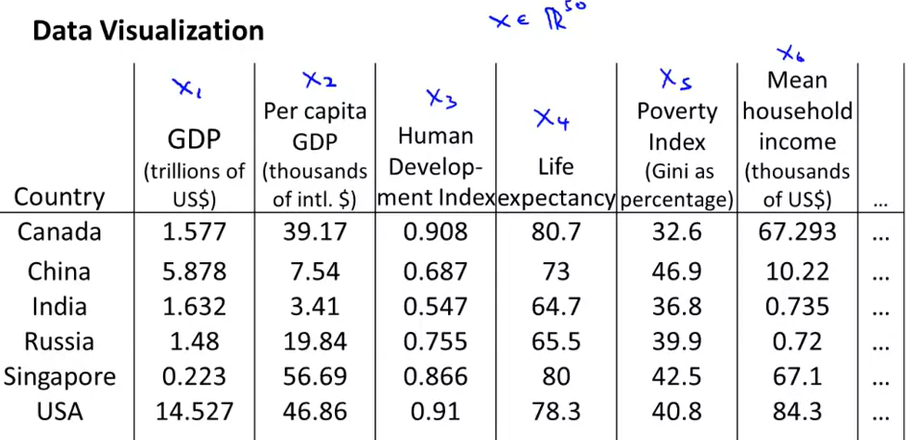 Data Visualization
x ∈ ℝ⁵⁰
x₁ x₂ x₃ x₄ x₅ x₆
Country GDP (trillions of US$) Per capita GDP (thousands of intl. $) Human Develop-ment Index Life expectancy Poverty Index (Gini as percentage) Mean household income (thousands of US$) ...
Canada 1.577 39.17 0.908 80.7 32.6 67.293 ...
China 5.878 7.54 0.687 73 46.9 10.22 ...
India 1.632 3.41 0.547 64.7 36.8 0.735 ...
Russia 1.48 19.84 0.755 65.5 39.9 0.72 ...
Singapore 0.223 56.69 0.866 80 42.5 67.1 ...
USA 14.527 46.86 0.91 78.3 40.8 84.3 ...